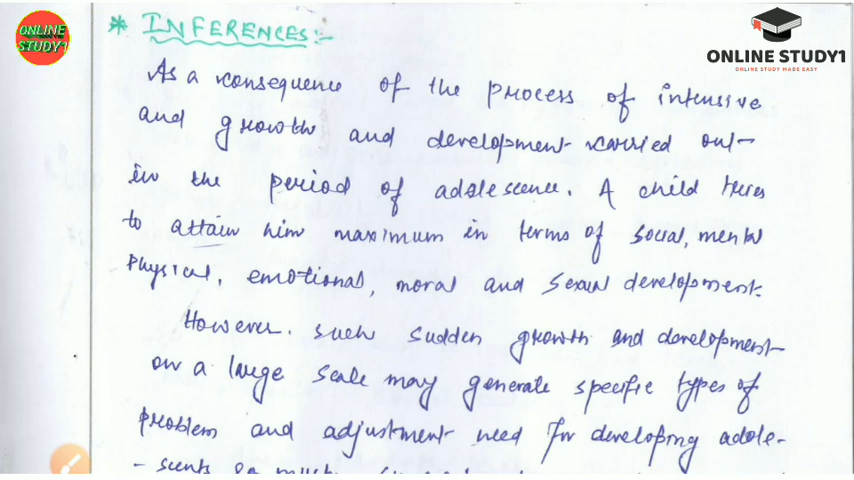 ONLINE
STUDY1
* INFERENCES:-
ONLINE STUDY1
ONLINE STUDY MADE EASY
As a consequence of the process of intensive
and growth and development carried out
in the period of adolescence. A child tries
to attain him maximum in terms of social, mental
Physical, emotional, moral and sexual development.
However. such sudden growth and development
on a large scale may generate specific types of
problem and adjustment need for developing adole-
- scents so much